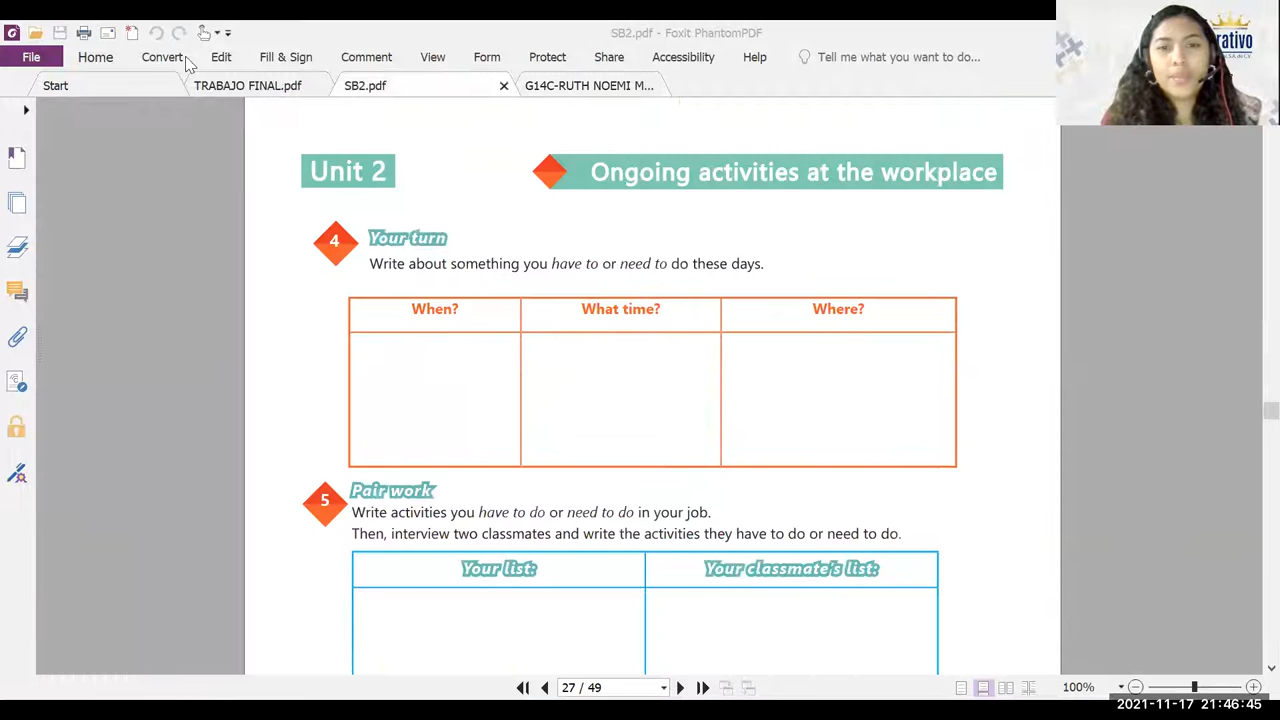 SB2.pdf - Foxit PhantomPDF
File Home Convert Edit Fill & Sign Comment View Form Protect Share Accessibility Help Tell me what you want to do...
Start TRABAJO FINAL.pdf SB2.pdf G14C-RUTH NOEMI M...
rativo
Unit 2
Ongoing activities at the workplace
4 Your turn
Write about something you have to or need to do these days.
When? What time? Where?
5 Pair work
Write activities you have to do or need to do in your job.
Then, interview two classmates and write the activities they have to do or need to do.
Your list: Your classmate's list:
27 / 49
100%
2021-11-17 21:46:45